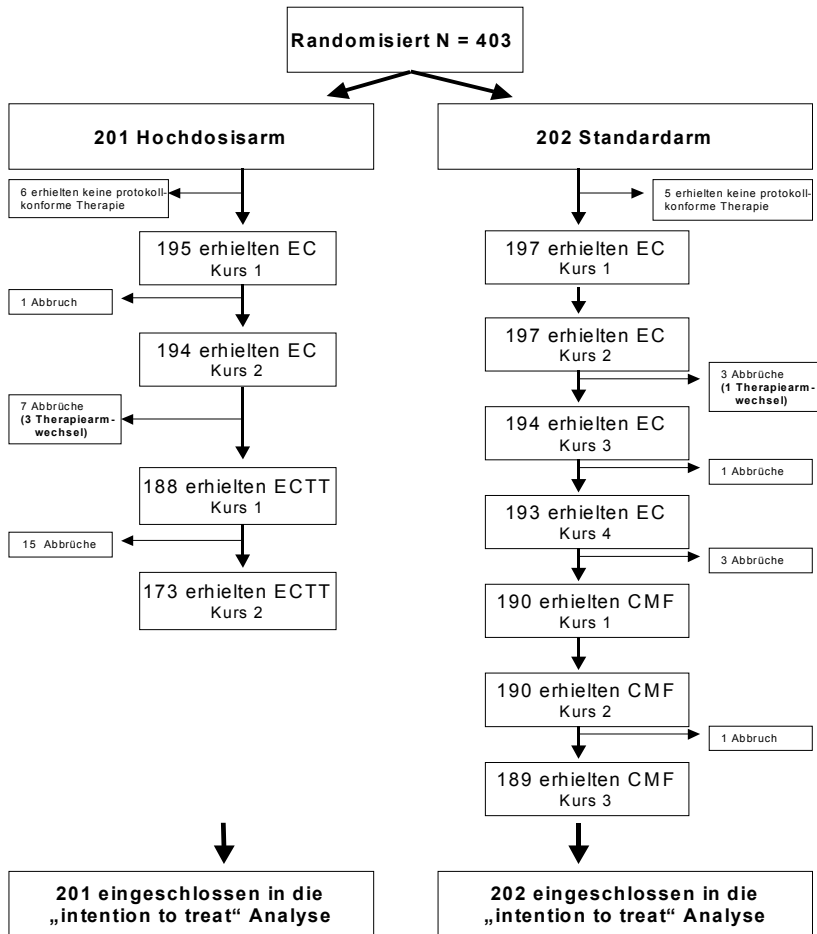 Randomisiert N = 403
201 Hochdosisarm
6 erhielten keine protokoll-
konforme Therapie
195 erhielten EC
Kurs 1
1 Abbruch
194 erhielten EC
Kurs 2
7 Abbrüche
(3 Therapiearm-
wechsel)
188 erhielten ECTT
Kurs 1
15 Abbrüche
173 erhielten ECTT
Kurs 2
201 eingeschlossen in die
„intention to treat“ Analyse
202 Standardarm
5 erhielten keine protokoll-
konforme Therapie
197 erhielten EC
Kurs 1
197 erhielten EC
Kurs 2
3 Abbrüche
(1 Therapiearm-
wechsel)
194 erhielten EC
Kurs 3
1 Abbrüche
193 erhielten EC
Kurs 4
3 Abbrüche
190 erhielten CMF
Kurs 1
190 erhielten CMF
Kurs 2
1 Abbruch
189 erhielten CMF
Kurs 3
202 eingeschlossen in die
„intention to treat“ Analyse